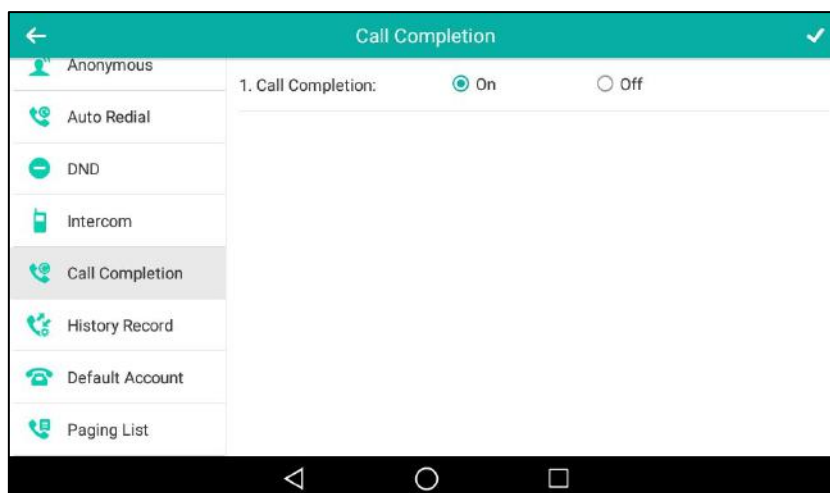 Call Completion
Anonymous
1. Call Completion: On Off
Auto Redial
DND
Intercom
Call Completion
History Record
Default Account
Paging List